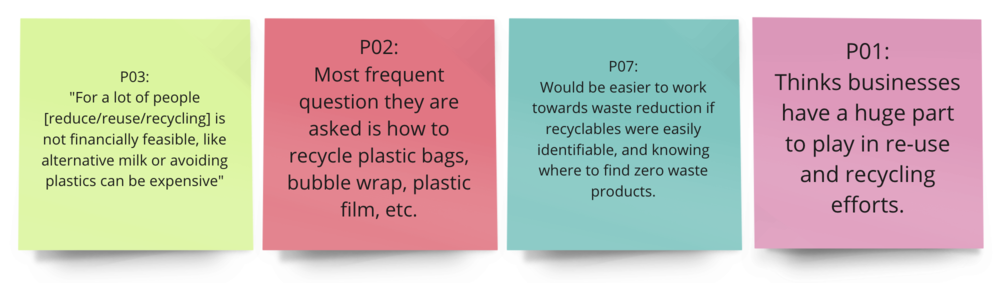 P03:
"For a lot of people
[reduce/reuse/recycling] is
not financially feasible, like
alternative milk or avoiding
plastics can be expensive"
P02:
Most frequent
question they are
asked is how to
recycle plastic bags,
bubble wrap, plastic
film, etc.
P07:
Would be easier to work
towards waste reduction if
recyclables were easily
identifiable, and knowing
where to find zero waste
products.
P01:
Thinks businesses
have a huge part
to play in re-use
and recycling
efforts.